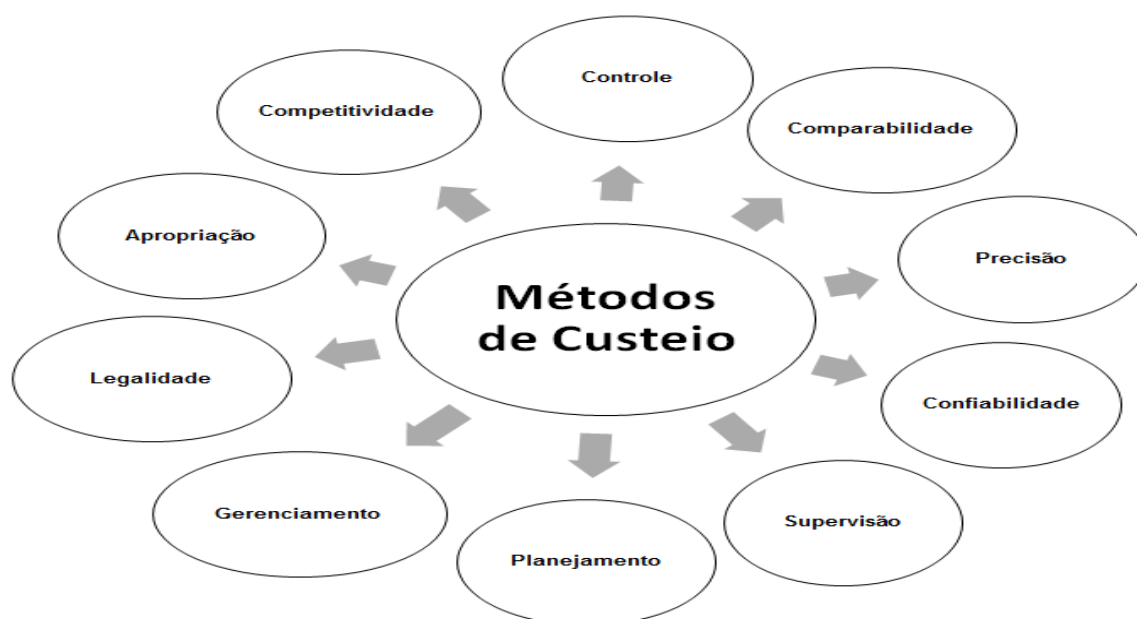 Controle
Competitividade
Comparabilidade
Apropriação
Precisão
Métodos
de Custeio
Legalidade
Confiabilidade
Gerenciamento
Supervisão
Planejamento